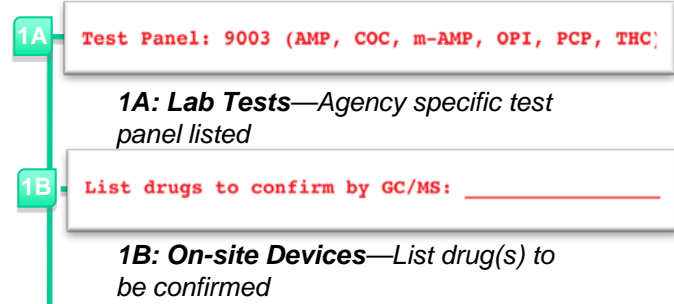 1A
Test Panel: 9003 (AMP, COC, m-AMP, OPI, PCP, THC)
1A: Lab Tests—Agency specific test
panel listed
1B
List drugs to confirm by GC/MS: ____________
1B: On-site Devices—List drug(s) to
be confirmed